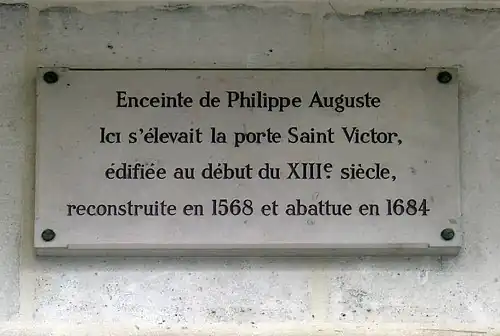 Enceinte de Philippe Auguste
Ici s'élevait la porte Saint Victor,
édifiée au début du XIIIe siècle,
reconstruite en 1568 et abattue en 1684